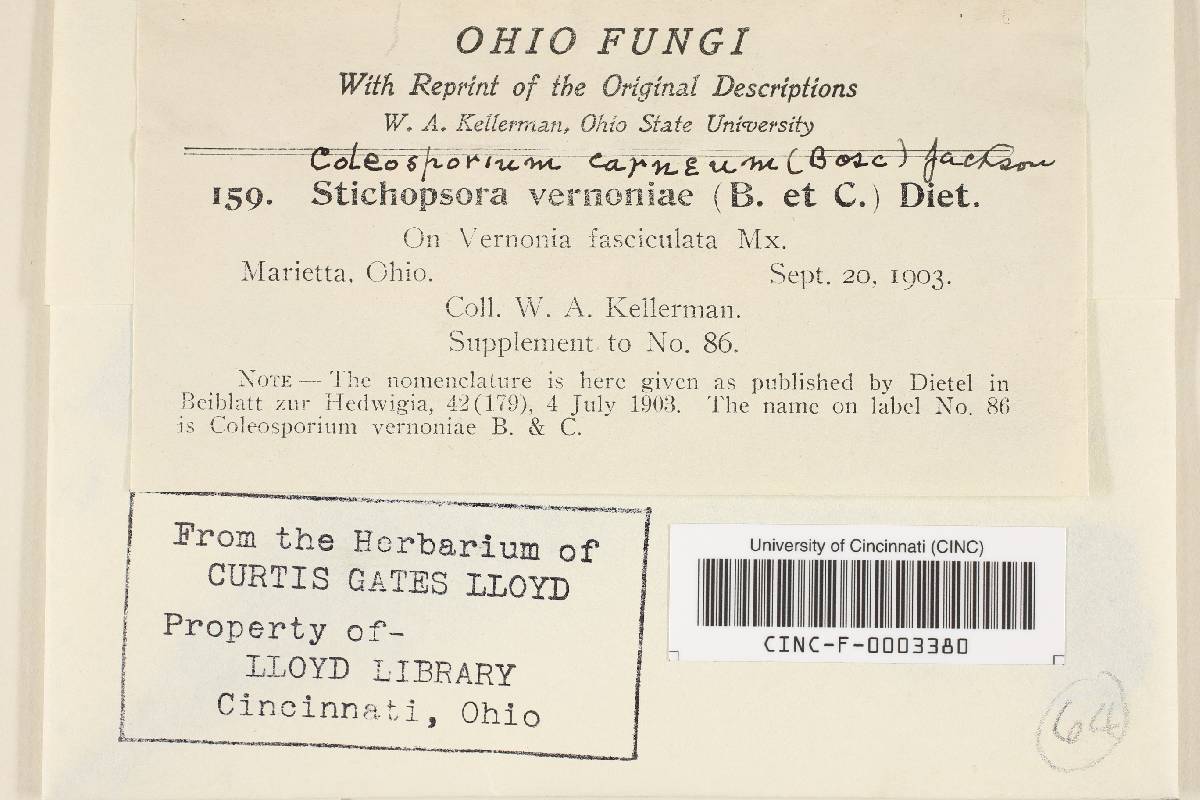 OHIO FUNGI
With Reprint of the Original Descriptions
W. A. Kellerman, Ohio State University
Coleosporium carneum (Bosc) Jackson
159. Stichopsora vernoniae (B. et C.) Diet.
On Vernonia fasciculata Mx.
Marietta, Ohio. Sept. 20, 1903.
Coll. W. A. Kellerman.
Supplement to No. 86.
NOTE — The nomenclature is here given as published by Dietel in
Beiblatt zur Hedwigia, 42(179), 4 July 1903. The name on label No. 86
is Coleosporium vernoniae B. & C.
From the Herbarium of
CURTIS GATES LLOYD
Property of-
LLOYD LIBRARY
Cincinnati, Ohio
University of Cincinnati (CINC)
CINC-F-0003380
64